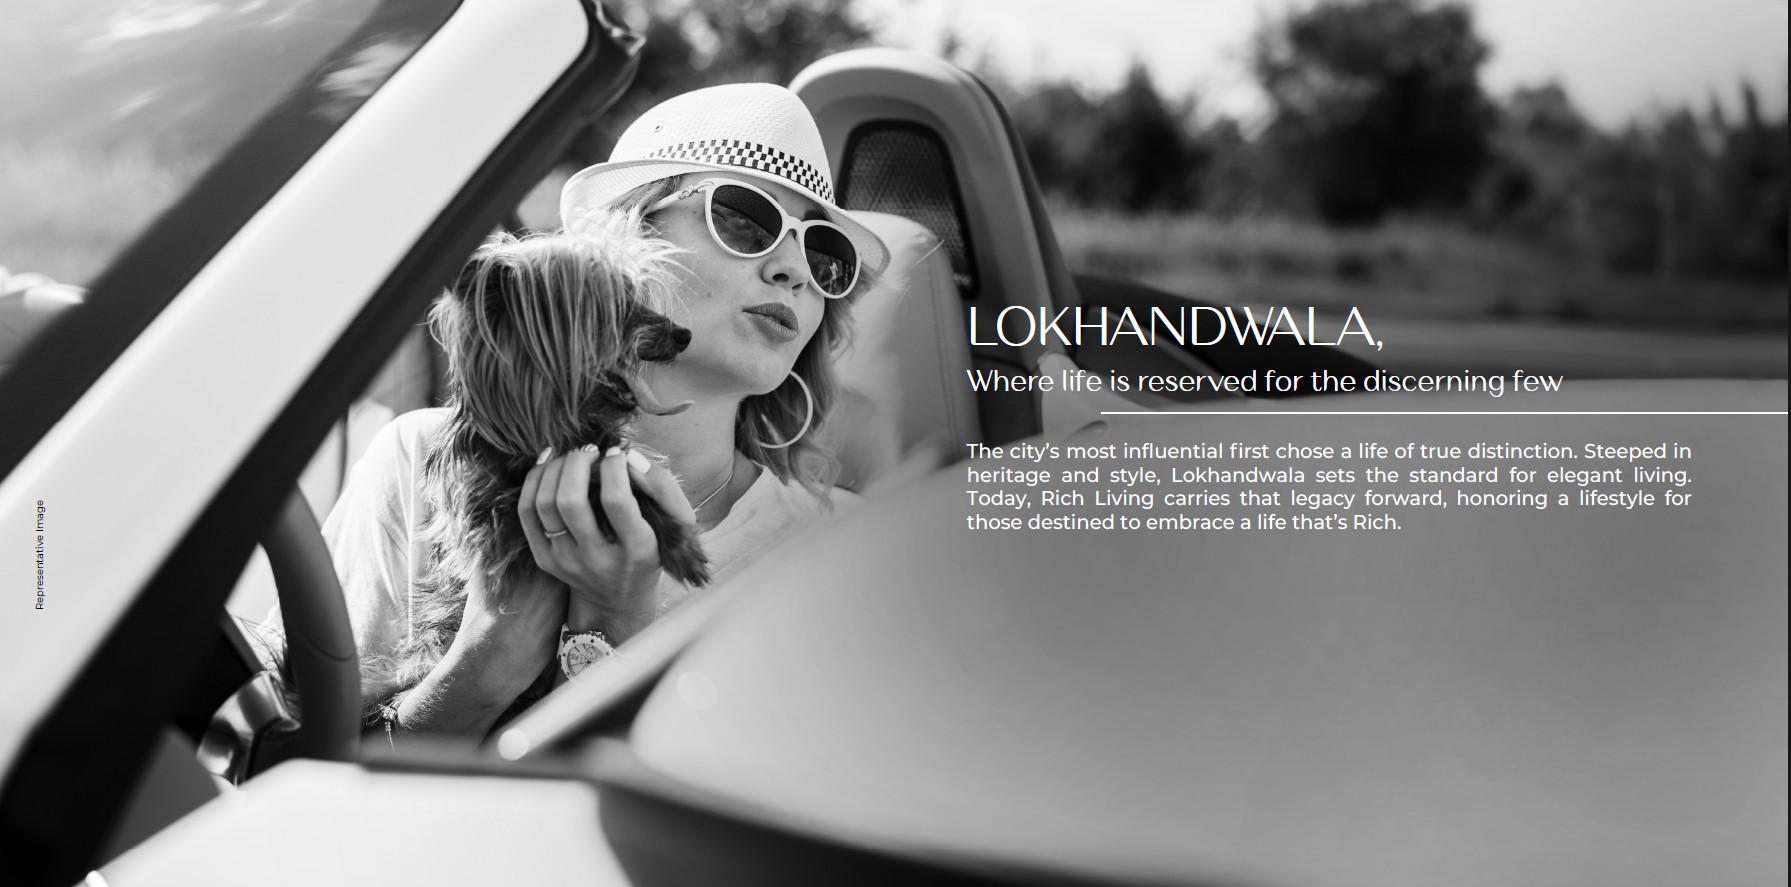 LOKHANDWALA,
Where life is reserved for the discerning few
The city's most influential first chose a life of true distinction. Steeped in
heritage and style, Lokhandwala sets the standard for elegant living.
Today, Rich Living carries that legacy forward, honoring a lifestyle for
those destined to embrace a life that's Rich.
Representative Image